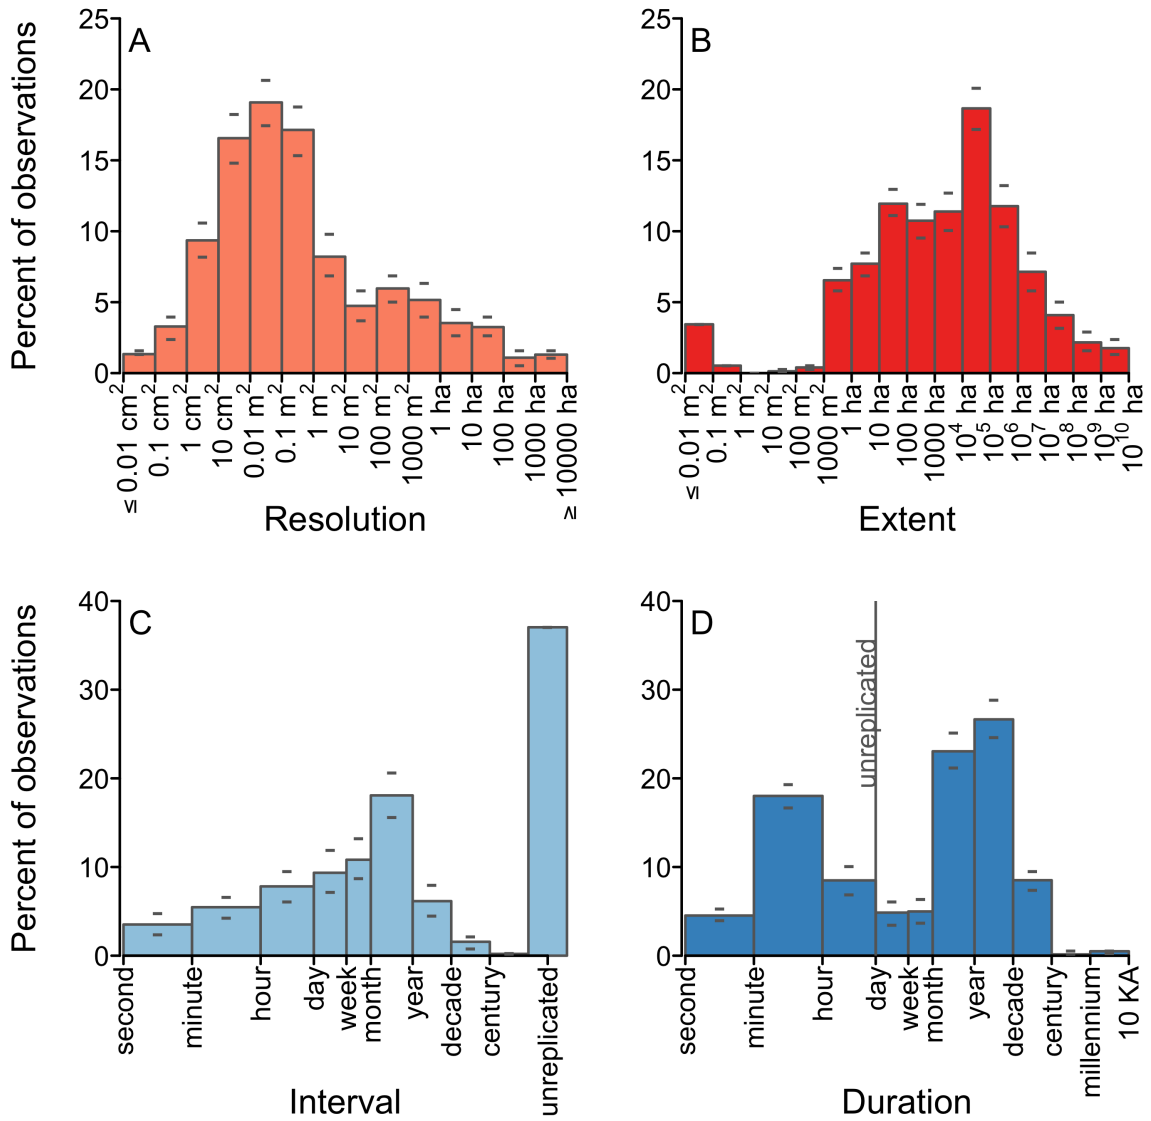 A
Percent of observations
25
20
15
10
5
0
≤ 0.01 cm²
0.1 cm²
1 cm²
10 cm²
0.01 m²
0.1 m²
1 m²
10 m²
100 m²
1000 m²
1 ha
10 ha
100 ha
1000 ha
≥ 10000 ha
Resolution
B
25
20
15
10
5
0
≤ 0.01 m²
0.1 m²
1 m²
10 m²
100 m²
1000 m²
1 ha
10 ha
100 ha
1000 ha
10⁴ ha
10⁵ ha
10⁶ ha
10⁷ ha
10⁸ ha
10⁹ ha
10¹⁰ ha
Extent
C
Percent of observations
40
30
20
10
0
second
minute
hour
day
week
month
year
decade
century
unreplicated
Interval
D
40
30
20
10
0
unreplicated
second
minute
hour
day
week
month
year
decade
century
millennium
10 KA
Duration